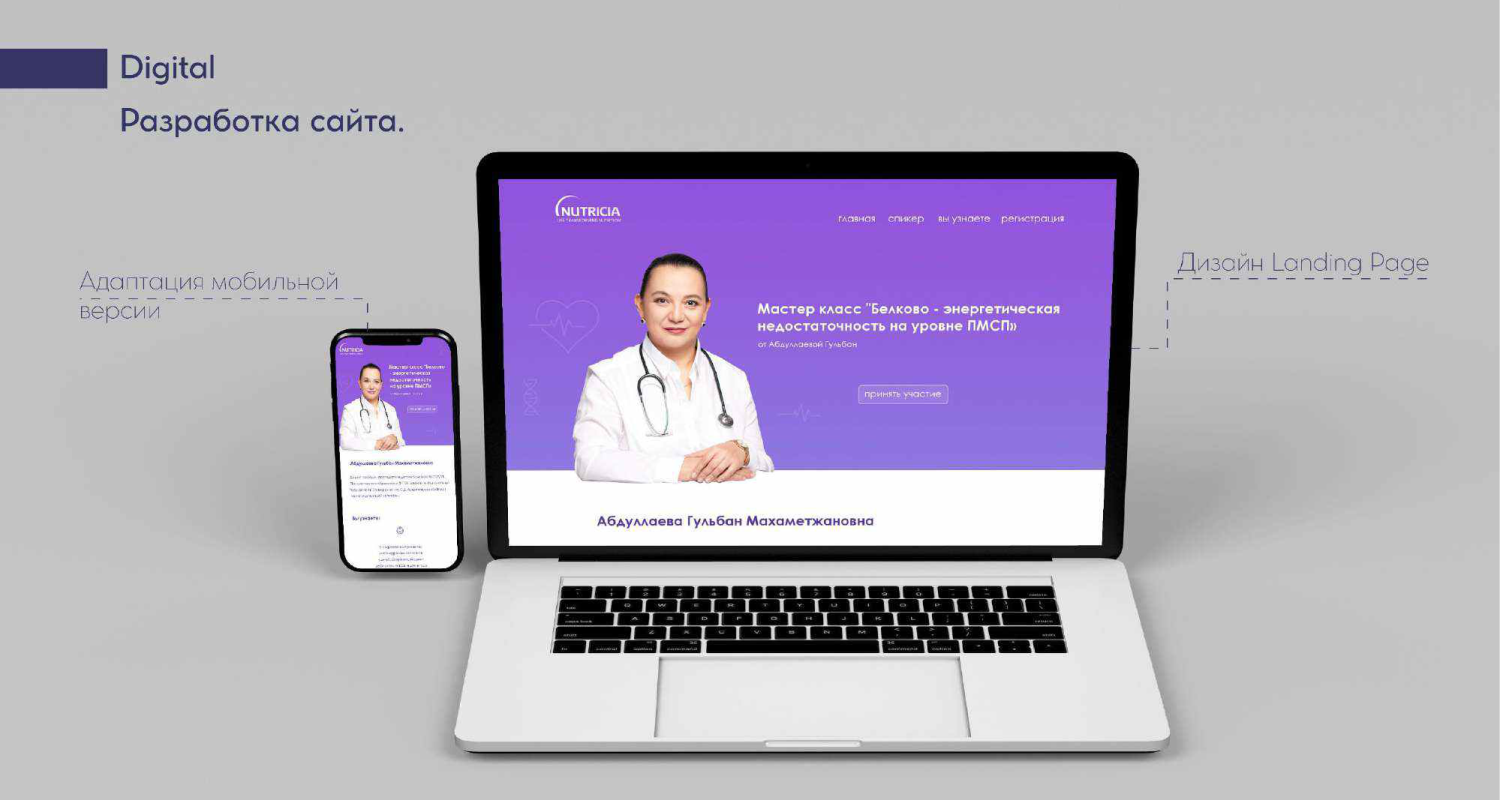 Digital
Разработка сайта.
Адаптация мобильной
версии
Дизайн Landing Page
NUTRICIA
главная спикер вы узнаете регистрация
Мастер класс "Белково - энергетическая
недостаточность на уровне ПМСП»
от Абдуллаевой Гульбан
принять участие
Абдуллаева Гульбан Махаметжановна
NUTRICIA
Мастер класс "Белково
- энергетическая
недостаточность
на уровне ПМСП»
принять участие
Абдуллаева Гульбан Махаметжановна
Вы узнаете: